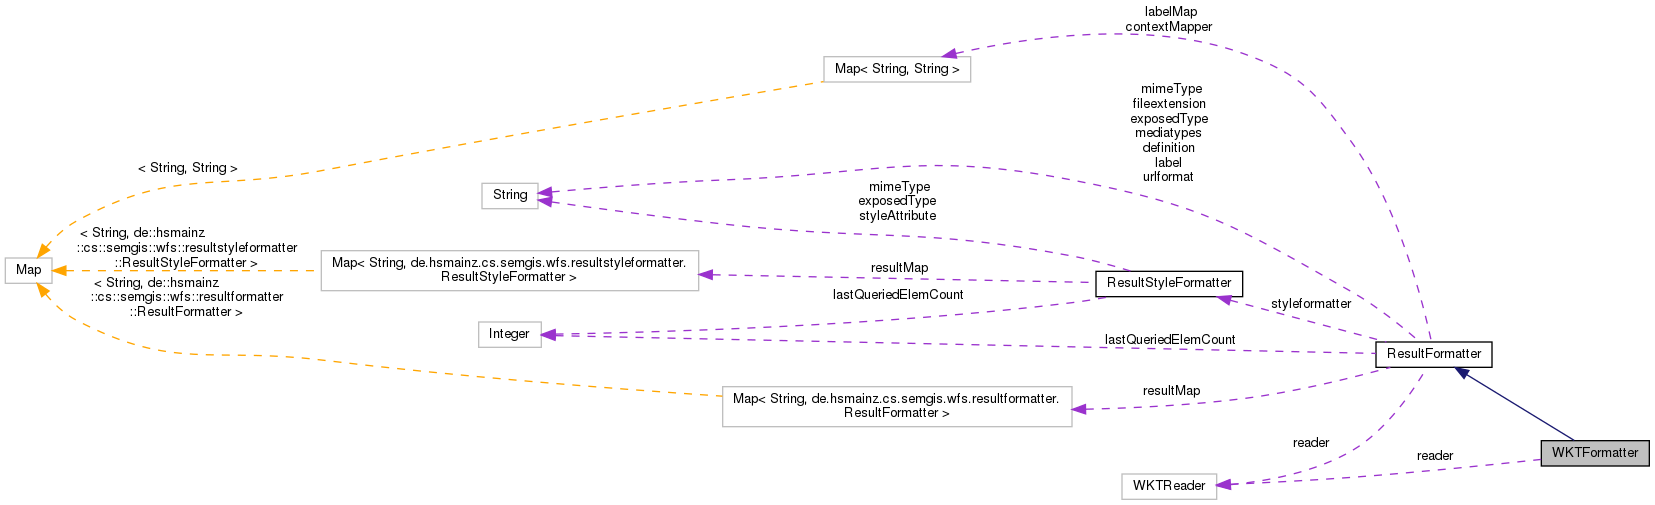 labelMap
contextMapper
Map< String, String >
mimeType
fileextension
exposedType
mediatypes
definition
label
urlformat
< String, String >
mimeType
exposedType
styleAttribute
String
< String, de::hsmainz
::cs::semgis::wfs::resultstyleformatter
::ResultStyleFormatter >
Map
Map< String, de.hsmainz.cs.semgis.wfs.resultstyleformatter.
ResultStyleFormatter >
resultMap
ResultStyleFormatter
< String, de::hsmainz
::cs::semgis::wfs::resultformatter
::ResultFormatter >
lastQueriedElemCount
styleformatter
Integer
lastQueriedElemCount
ResultFormatter
resultMap
Map< String, de.hsmainz.cs.semgis.wfs.resultformatter.
ResultFormatter >
reader
reader
WKTFormatter
WKTReader